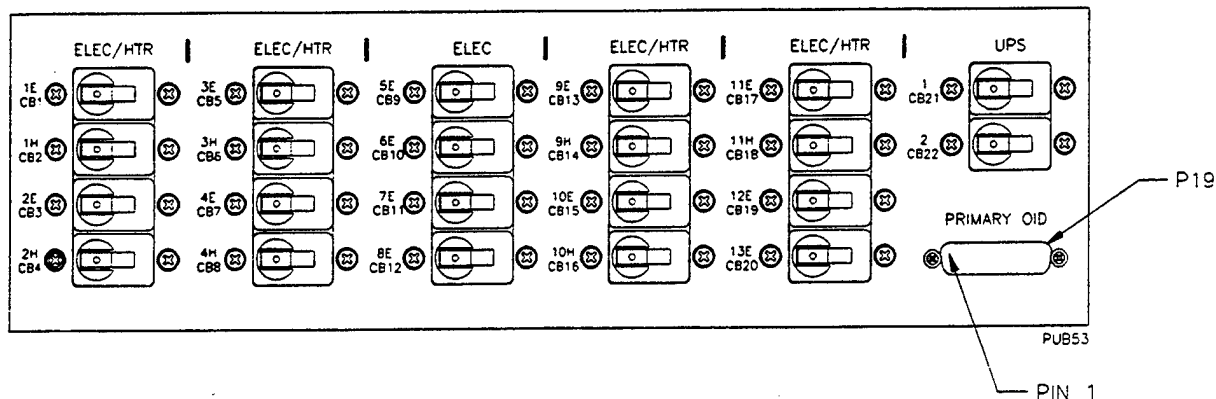 ELEC/HTR | ELEC/HTR | ELEC | ELEC/HTR | ELEC/HTR | UPS
1E CB1 3E CB5 5E CB9 9E CB13 11E CB17 1 CB21
1H CB2 3H CB6 6E CB10 9H CB14 11H CB18 2 CB22
2E CB3 4E CB7 7E CB11 10E CB15 12E CB19
2H CB4 4H CB8 8E CB12 10H CB16 13E CB20
P19
PRIMARY OID
PUB53
PIN 1